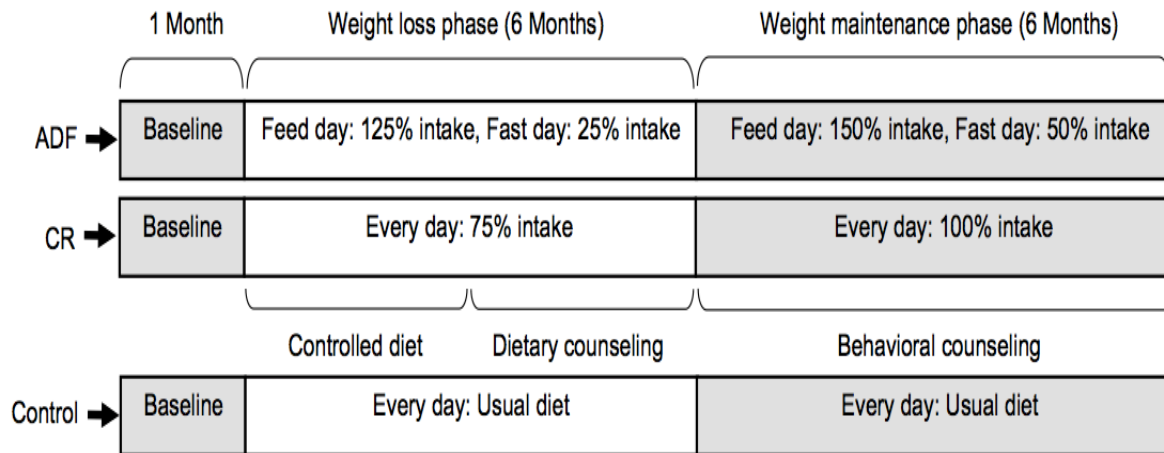 1 Month Weight loss phase (6 Months) Weight maintenance phase (6 Months)
ADF Baseline Feed day: 125% intake, Fast day: 25% intake Feed day: 150% intake, Fast day: 50% intake
CR Baseline Every day: 75% intake Every day: 100% intake
Controlled diet Dietary counseling Behavioral counseling
Control Baseline Every day: Usual diet Every day: Usual diet